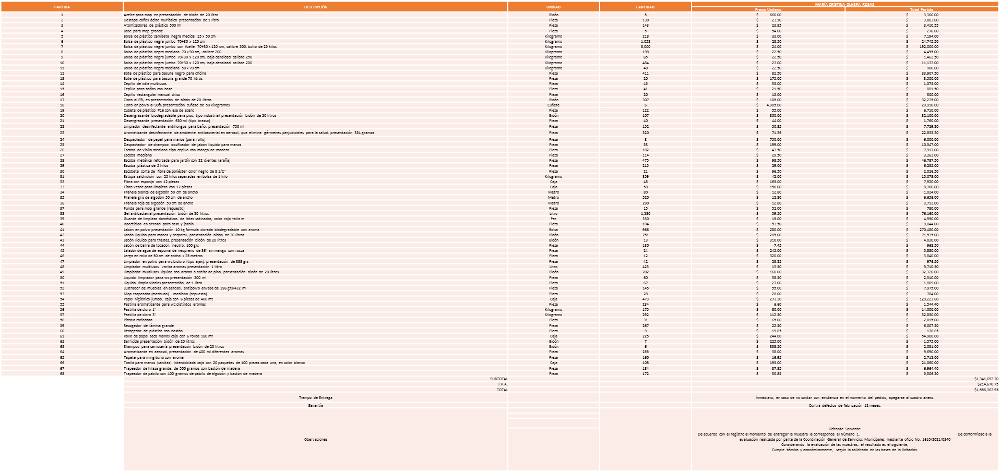 PARTIDA DESCRIPCIÓN UNIDAD CANTIDAD MARÍA CRISTINA OLVERA ROSAS
Precio Unitario Total Partida
1 Aceite para mop en presentación de bidón de 20 litro Bidón 5 $ 660.00 $ 3,300.00
2 Destapa caños ácido muriático presentación de 1 litro Pieza 130 $ 23.10 $ 3,003.00
3 Atomizadores de plástico 500 ml Pieza 143 $ 23.85 $ 3,410.55
4 Base para mop grande Pieza 5 $ 54.00 $ 270.00
5 Bolsa de plástico camiseta negra medida 25 x 50 cm Kilogramo 218 $ 33.00 $ 7,194.00
6 Bolsa de plástico negra jumbo 70+30 x 120 cm Kilogramo 1,053 $ 23.50 $ 24,745.50
7 Bolsa de plástico negra jumbo con fuelle 70+30 x 120 cm, calibre 300, bulto de 25 kilos Kilogramo 8,000 $ 24.00 $ 192,000.00
8 Bolsa de plástico negra mediana 70 x 90 cm, calibre 200 Kilogramo 198 $ 22.50 $ 4,455.00
9 Bolsa de plástico negra jumbo 70+30 x 120 cm, baja densidad calibre 250 Kilogramo 65 $ 22.50 $ 1,462.50
10 Bolsa de plástico negra jumbo 70+30 x 120 cm, baja densidad calibre 200 Kilogramo 484 $ 23.00 $ 11,132.00
11 Bolsa de plástico negra mediana 50 x 70 cm Kilogramo 40 $ 22.50 $ 900.00
12 Bote de plástico para basura negro para oficina Pieza 411 $ 82.50 $ 33,907.50
13 Bote de plástico para basura grande 70 litros Pieza 20 $ 175.00 $ 3,500.00
14 Cepillo de ixtle multiusos Pieza 45 $ 35.00 $ 1,575.00
15 Cepillo para baños con base Pieza 41 $ 21.50 $ 881.50
16 Cepillo rectangular manual chico Pieza 20 $ 15.00 $ 300.00
17 Cloro al 6%, en presentación de bidón de 20 litros Bidón 307 $ 105.00 $ 32,235.00
18 Cloro en polvo al 90% presentación cuñete de 50 kilogramos Cuñete 6 $ 4,985.00 $ 29,910.00
19 Cubeta de plástico #16 con asa de acero Pieza 122 $ 55.00 $ 6,710.00
20 Desengrasante biodegradable para piso, tipo industrial presentación bidón de 20 litros Bidón 107 $ 300.00 $ 32,100.00
21 Desengrasante presentación 650 ml (tipo brasso) Pieza 40 $ 44.00 $ 1,760.00
22 Limpiador desinfectante antihongos para baño, presentación 750 ml Pieza 152 $ 50.85 $ 7,729.20
23 Aromatizante desinfectante de ambiente antibacterial en aerosol, que elimine gérmenes perjudiciales para la salud, presentación 354 gramos Pieza 320 $ 71.36 $ 22,835.20
24 Despachador de papel para manos (para rollo) Pieza 8 $ 750.00 $ 6,000.00
25 Despachador de shampoo dosificador de jabón líquido para manos Pieza 53 $ 199.00 $ 10,547.00
26 Escoba de vinilo mediana tipo cepillo con mango de madera Pieza 182 $ 43.50 $ 7,917.00
27 Escoba mediana Pieza 114 $ 29.50 $ 3,363.00
28 Escoba metálica reforzada para jardín con 22 dientes (araña) Pieza 475 $ 98.50 $ 46,787.50
29 Escoba plástica de 5 hilos Pieza 215 $ 29.00 $ 6,235.00
30 Escobeta corta de fibra de poliéster color negro de 8 1/2" Pieza 21 $ 96.50 $ 2,026.50
31 Estopa salchichón con 25 kilos separadas en bolsa de 1 kilo Kilogramo 359 $ 42.00 $ 15,078.00
32 Fibra con esponja con 12 piezas Caja 48 $ 165.00 $ 7,920.00
33 Fibra verde para limpieza con 12 piezas Caja 58 $ 150.00 $ 8,700.00
34 Franela blanca de algodón 50 cm de ancho Metro 80 $ 12.80 $ 1,024.00
35 Franela gris de algodón 50 cm de ancho Metro 520 $ 12.80 $ 6,656.00
36 Franela roja de algodón 50 cm de ancho Metro 290 $ 12.80 $ 3,712.00
37 Funda para mop grande (repuesto) Pieza 15 $ 52.00 $ 780.00
38 Gel antibacterial presentación bidón de 20 litros Litro 1,280 $ 59.50 $ 76,160.00
39 Guante de limpieza domésticos de látex satinados, color rojo talla m Par 330 $ 15.00 $ 4,950.00
40 Insecticida en aerosol para casa y jardín Pieza 184 $ 53.50 $ 9,844.00
41 Jabón en polvo presentación 10 kg fórmula clorada biodegradable con aroma Bolsa 966 $ 280.00 $ 270,480.00
42 Jabón líquido para manos y corporal, presentación bidón de 20 litros Bidón 251 $ 285.00 $ 71,535.00
43 Jabón líquido para trastes, presentación bidón de 20 litros Bidón 13 $ 310.00 $ 4,030.00
44 Jabón de barra de tocador, neutro, 100 grs Pieza 130 $ 7.45 $ 968.50
45 Jalador de agua de espuma de neopreno de 36" sin mango con rosca Pieza 24 $ 245.00 $ 5,880.00
46 Jerga en rollo de 50 cm de ancho x 25 metros Pieza 12 $ 320.00 $ 3,840.00
47 Limpiador en polvo para wc bicloro (tipo ajax), presentación de 388 grs Pieza 42 $ 23.25 $ 976.50
48 Limpiador multiusos varios aromas presentación 1 litro Litro 423 $ 13.50 $ 5,710.50
49 Limpiador multiusos líquido con aroma a aceite de pino, presentación bidón de 20 litros Bidón 202 $ 160.00 $ 32,320.00
50 Liquido limpiador para wc presentación 500 ml Pieza 60 $ 38.50 $ 2,310.00
51 Liquido limpia vidrios presentación de 1 litro Pieza 67 $ 27.00 $ 1,809.00
52 Lustrador de muebles en aerosol, antipolvo envase de 396 grs/432 ml Pieza 145 $ 55.00 $ 7,975.00
53 Mop trapeador (mechudo) mediano (repuesto) Pieza 28 $ 28.00 $ 784.00
54 Papel higiénico jumbo, caja con 6 piezas de 400 mt Caja 473 $ 273.20 $ 129,223.60
55 Pastilla aromatizante para wc distintos aromas Pieza 234 $ 6.60 $ 1,544.40
56 Pastilla de cloro 1" Kilogramo 175 $ 80.00 $ 14,000.00
57 Pastilla de cloro 3" Kilogramo 292 $ 112.50 $ 32,850.00
58 Pistola rociadora Pieza 31 $ 65.00 $ 2,015.00
59 Recogedor de lámina grande Pieza 267 $ 22.50 $ 6,007.50
60 Recogedor de plástico con bastón Pieza 9 $ 19.85 $ 178.65
61 Rollo de papel seca manos caja con 6 rollos 180 mt Caja 225 $ 244.00 $ 54,900.00
62 Sarricida presentación bidón de 20 litros Bidón 7 $ 225.00 $ 1,575.00
63 Shampoo para carrocería presentación bidón de 20 litros Bidón 6 $ 338.50 $ 2,031.00
64 Aromatizante en aerosol, presentación de 400 ml diferentes aromas Pieza 255 $ 38.00 $ 9,690.00
65 Tapete para mingitorio con aroma Pieza 160 $ 16.95 $ 2,712.00
66 Toalla para manos (sanitas) interdoblada caja con 20 paquetes de 100 piezas cada una, en color blanco Caja 108 $ 195.00 $ 21,060.00
67 Trapeador de hilaza grande, de 500 gramos con bastón de madera Pieza 184 $ 37.85 $ 6,964.40
68 Trapeador de pabilo con 400 gramos de pabilo de algodón y bastón de madera Pieza 172 $ 30.85 $ 5,306.20
SUBTOTAL $1,341,692.20
I.V.A. $214,670.75
TOTAL $1,556,362.95
Tiempo de Entrega Inmediato, en caso de no contar con existencia en el momento del pedido, apegarse al cuadro anexo.
Garantía Contra defectos de fabricación 12 meses.
Obervaciones
Licitante Solvente:
De acuerdo con el registro al momento de entregar la muestra le corresponde el Número 1, De conformidad a la
evaluación realizada por parte de la Coordinación General de Servicios Municipales mediante oficio No. 1610/2021/0340
Considerando la evaluación de las muestras, el resultado es el siguiente,
Cumple técnica y económicamente, según lo solicitado en las bases de la licitación.